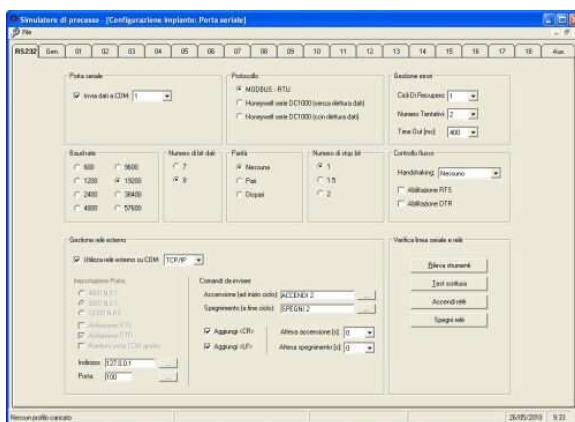 Simulatore di processo - [Configurazione Impianto: Porta seriale]
File
RS232 Gen. 01 02 03 04 05 06 07 08 09 10 11 12 13 14 15 16 17 18 Aux.
Porta seriale
Invia dati a COM: 1
Protocollo
MODBUS - RTU
Honeywell serie DC1000 (senza rilettura dati)
Honeywell serie DC1000 (con rilettura dati)
Gestione errori
Cicli Di Recupero 1
Numero Tentativi 2
Time Out [ms] 400
Baudrate
600 9600
1200 19200
2400 38400
4800 57600
Numero di bit dati
7
8
Parità
Nessuna
Pari
Dispari
Numero di stop bit
1
1.5
2
Controllo flusso
Handshaking: Nessuno
Abilitazione RTS
Abilitazione DTR
Gestione relè esterno
Utilizza relè esterno su COM: TCP/IP
Impostazioni Porta:
Indirizzo: 127.0.0.1 ...
Porta: 100 ...
Comandi da inviare
Accensione (ad inizio ciclo) ACCENDI 2 ...
Spegnimento (a fine ciclo) SPEGNI 2 ...
Aggiungi <CR> Attesa accensione [s] 0
Aggiungi <LF> Attesa spegnimento [s] 0
Verifica linea seriale e relè
Rileva strumenti
Test scrittura
Accendi relè
Spegni relè
Nessun profilo caricato 26/05/2010 9.23